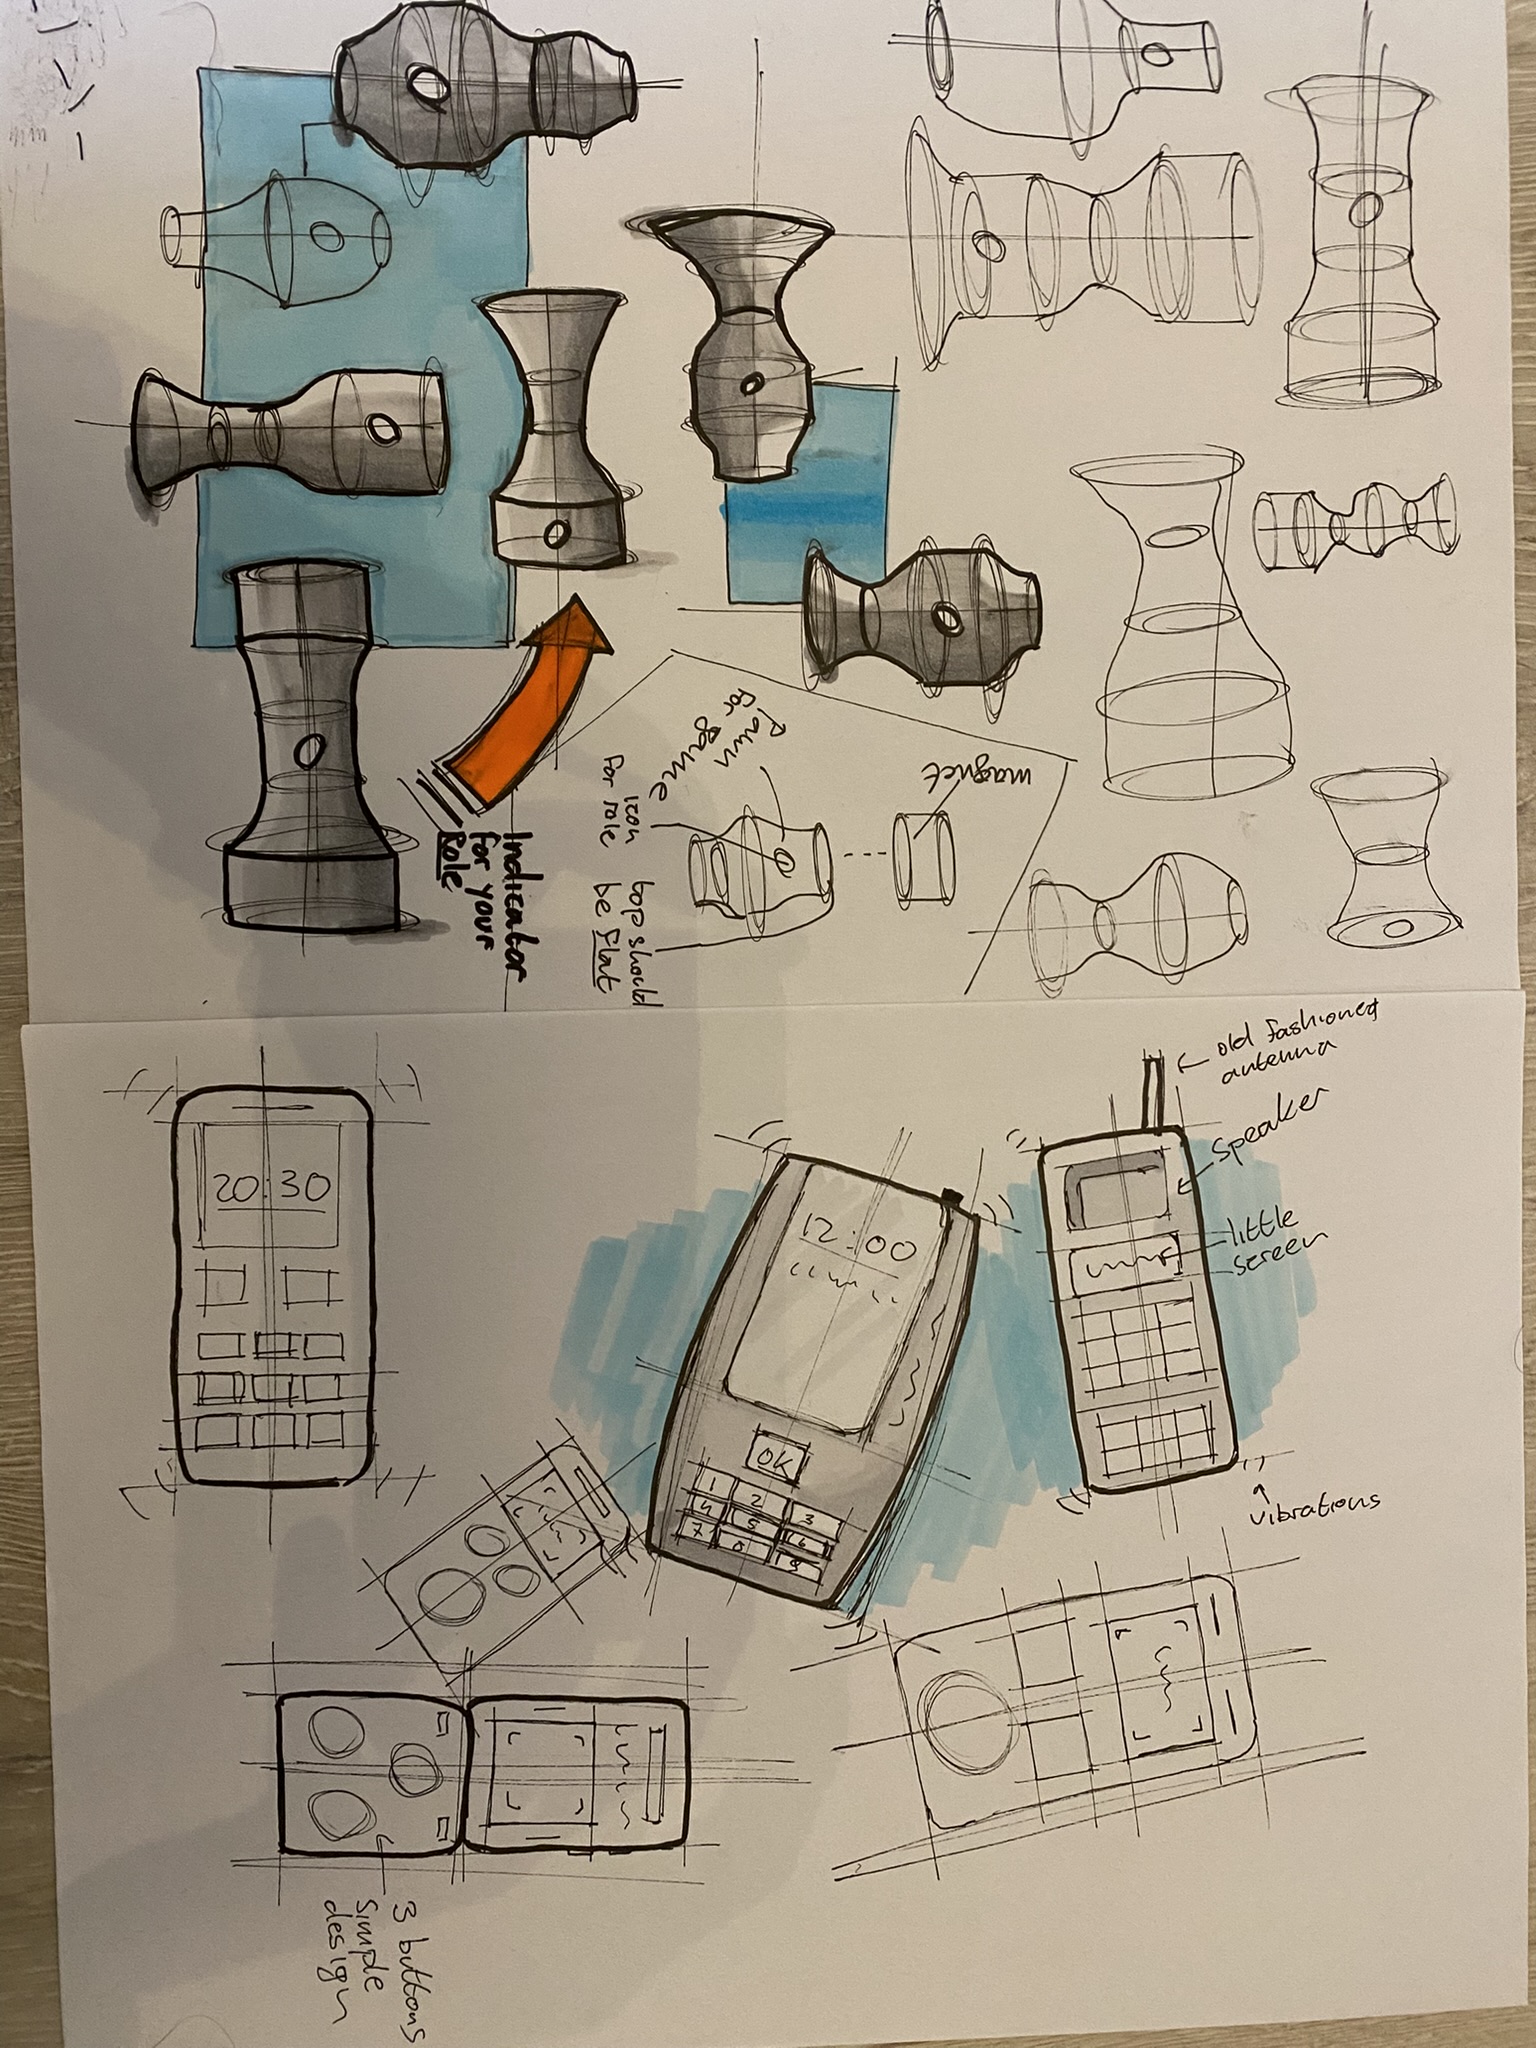 Indicator
for your
Role
Pawn
for game
icon
for role
top should
be flat
magnet
old fashioned
antenna
speaker
little
screen
vibrations
20:30
12:00
OK
1 2 3
4 5 6
7 8 9
3 buttons
simple
design